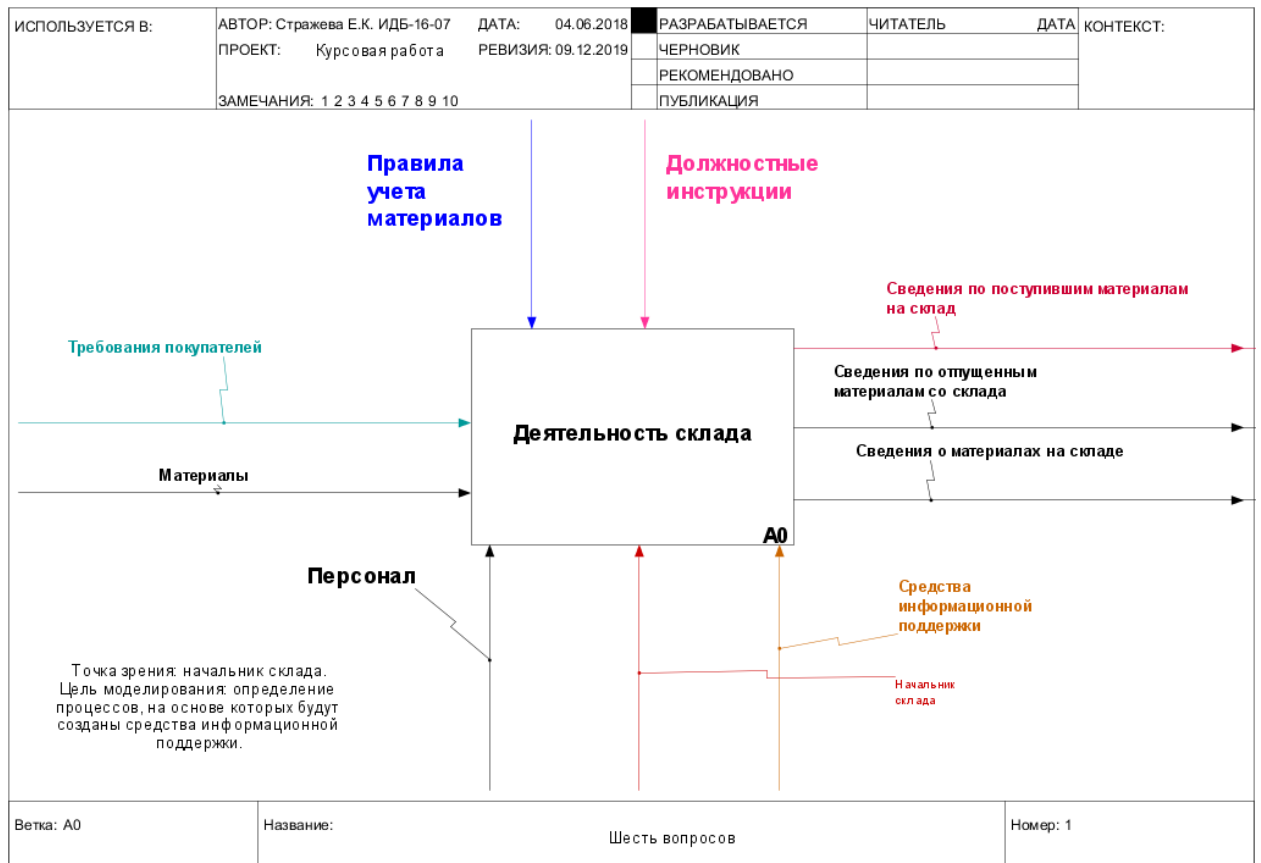 ИСПОЛЬЗУЕТСЯ В:
АВТОР: Стражева Е.К. ИДБ-16-07
ДАТА: 04.06.2018
РАЗРАБАТЫВАЕТСЯ
ЧИТАТЕЛЬ
ДАТА
КОНТЕКСТ:
ПРОЕКТ: Курсовая работа
РЕВИЗИЯ: 09.12.2019
ЧЕРНОВИК
РЕКОМЕНДОВАНО
ЗАМЕЧАНИЯ: 1 2 3 4 5 6 7 8 9 10
ПУБЛИКАЦИЯ
Правила
учета
материалов
Должностные
инструкции
Сведения по поступившим материалам
на склад
Требования покупателей
Сведения по отпущенным
материалам со склада
Деятельность склада
Сведения о материалах на складе
Материалы
A0
Персонал
Средства
информационной
поддержки
Начальник
склада
Точка зрения: начальник склада.
Цель моделирования: определение
процессов, на основе которых будут
созданы средства информационной
поддержки.
Ветка: A0
Название:
Шесть вопросов
Номер: 1